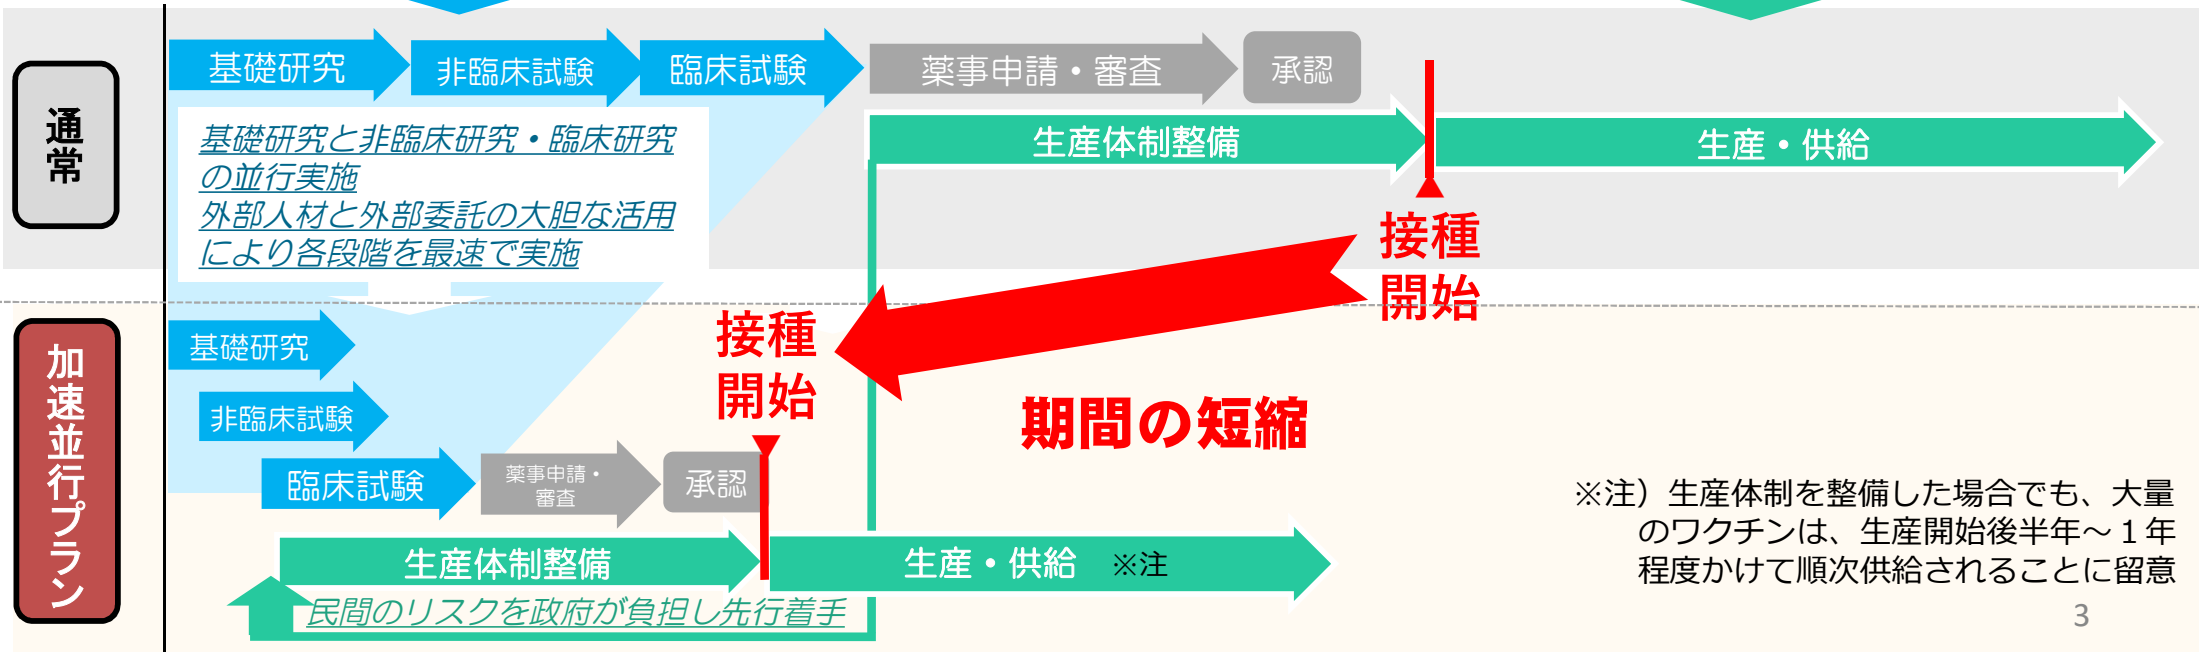 通常
基礎研究
非臨床試験
臨床試験
薬事申請・審査
承認
生産体制整備
生産・供給
基礎研究と非臨床研究・臨床研究
の並行実施
外部人材と外部委託の大胆な活用
により各段階を最速で実施
接種
開始
加速並行プラン
基礎研究
非臨床試験
臨床試験
薬事申請・
審査
承認
接種
開始
期間の短縮
生産体制整備
生産・供給 ※注
民間のリスクを政府が負担し先行着手
※注）生産体制を整備した場合でも、大量
のワクチンは、生産開始後半年～１年
程度かけて順次供給されることに留意
3